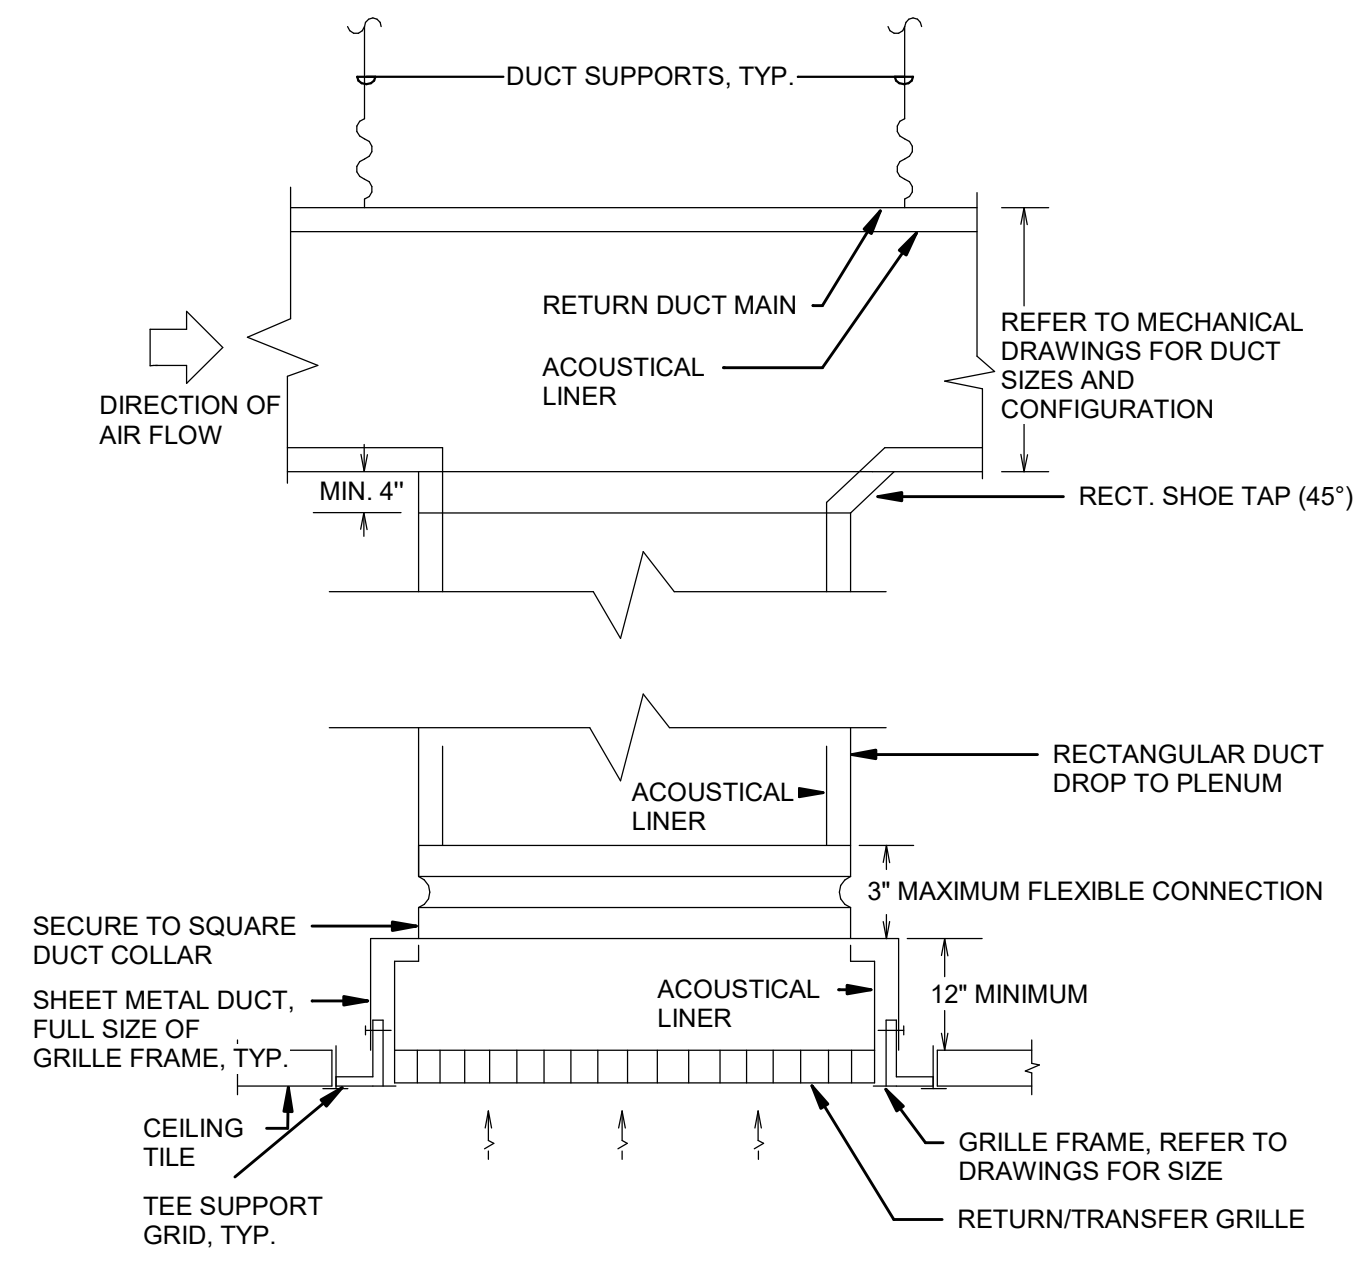 DUCT SUPPORTS, TYP.
RETURN DUCT MAIN
ACOUSTICAL
LINER
REFER TO MECHANICAL
DRAWINGS FOR DUCT
SIZES AND
CONFIGURATION
DIRECTION OF
AIR FLOW
MIN. 4"
RECT. SHOE TAP (45°)
RECTANGULAR DUCT
DROP TO PLENUM
ACOUSTICAL
LINER
3" MAXIMUM FLEXIBLE CONNECTION
SECURE TO SQUARE
DUCT COLLAR
SHEET METAL DUCT,
FULL SIZE OF
GRILLE FRAME, TYP.
ACOUSTICAL
LINER
12" MINIMUM
CEILING
TILE
TEE SUPPORT
GRID, TYP.
GRILLE FRAME, REFER TO
DRAWINGS FOR SIZE
RETURN/TRANSFER GRILLE